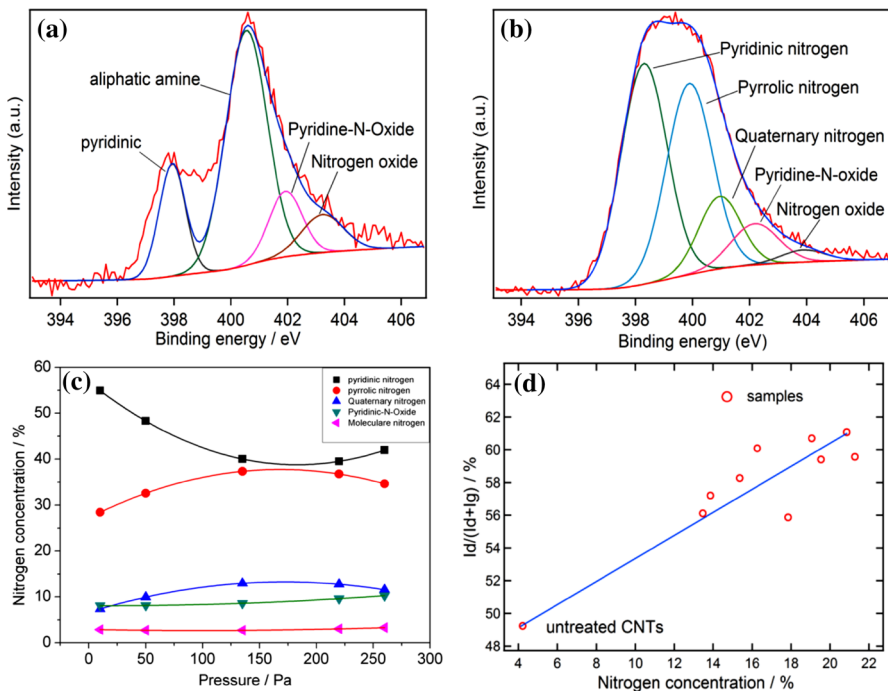 (a)
aliphatic amine
pyridinic
Pyridine-N-Oxide
Nitrogen oxide
Intensity (a.u.)
394 396 398 400 402 404 406
Binding energy / eV
(b)
Pyridinic nitrogen
Pyrrolic nitrogen
Quaternary nitrogen
Pyridine-N-oxide
Nitrogen oxide
Intensity (a.u.)
394 396 398 400 402 404 406
Binding energy (eV)
(c)
pyridinic nitrogen
pyrrolic nitrogen
Quaternary nitrogen
Pyridinic-N-Oxide
Moleculare nitrogen
Nitrogen concentration / %
60
50
40
30
20
10
0
0 50 100 150 200 250 300
Pressure / Pa
(d)
samples
untreated CNTs
Id/(Id+Ig) / %
64
62
60
58
56
54
52
50
48
4 6 8 10 12 14 16 18 20 22
Nitrogen concentration / %